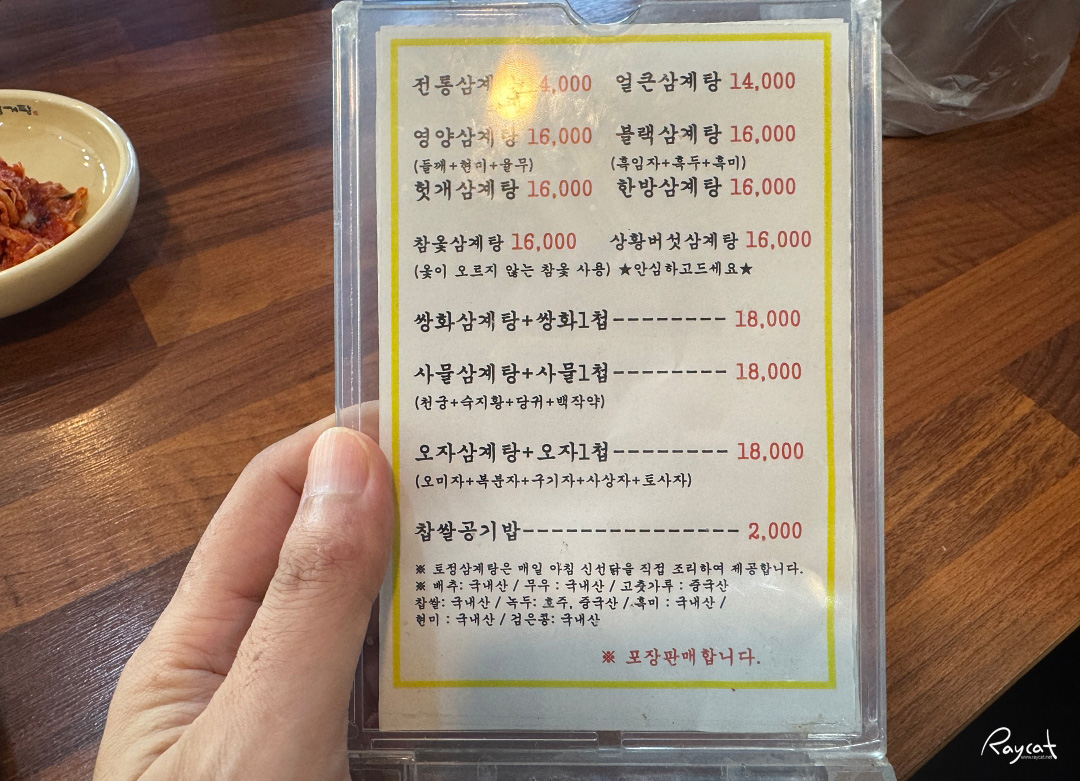 전통삼계 4,000 얼큰삼계탕 14,000
영양삼계탕 16,000 블랙삼계탕 16,000
(들깨+현미+율무) (흑임자+흑두+흑미)
헛개삼계탕 16,000 한방삼계탕 16,000
참옻삼계탕 16,000 상황버섯삼계탕 16,000
(옻이 오르지 않는 참옻 사용) ★안심하고드세요★
쌍화삼계탕+쌍화1첩-------- 18,000
사물삼계탕+사물1첩-------- 18,000
(천궁+숙지황+당귀+백작약)
오자삼계탕+오자1첩-------- 18,000
(오미자+복분자+구기자+사상자+토사자)
찹쌀공기밥--------------- 2,000
※ 토정삼계탕은 매일 아침 신선닭을 직접 조리하여 제공합니다.
※ 배추: 국내산 / 무우 : 국내산 / 고춧가루 : 중국산
찹쌀: 국내산 / 녹두: 호주, 중국산 / 흑미 : 국내산 /
현미 : 국내산 / 검은콩: 국내산
※ 포장판매합니다.
Raycat
www.raycat.net